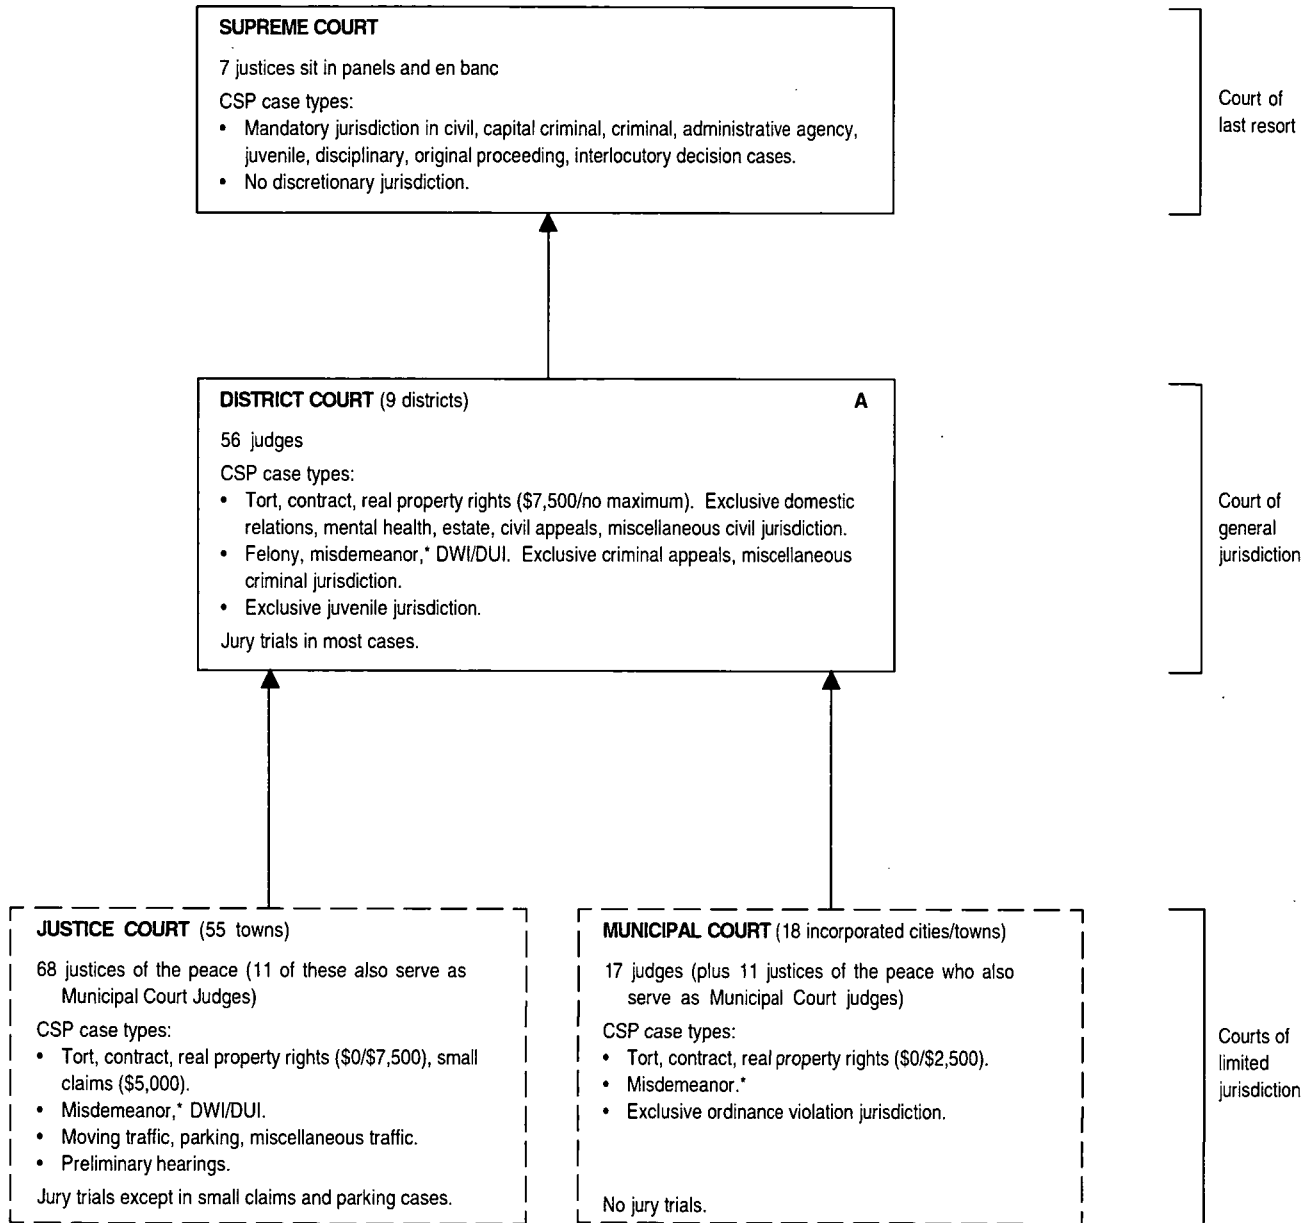 SUPREME COURT
7 justices sit in panels and en banc
CSP case types:
• Mandatory jurisdiction in civil, capital criminal, criminal, administrative agency,
juvenile, disciplinary, original proceeding, interlocutory decision cases.
• No discretionary jurisdiction.
Court of
last resort
DISTRICT COURT (9 districts) A
56 judges
CSP case types:
• Tort, contract, real property rights ($7,500/no maximum). Exclusive domestic
relations, mental health, estate, civil appeals, miscellaneous civil jurisdiction.
• Felony, misdemeanor,* DWI/DUI. Exclusive criminal appeals, miscellaneous
criminal jurisdiction.
• Exclusive juvenile jurisdiction.
Jury trials in most cases.
Court of
general
jurisdiction
JUSTICE COURT (55 towns)
68 justices of the peace (11 of these also serve as
Municipal Court Judges)
CSP case types:
• Tort, contract, real property rights ($0/$7,500), small
claims ($5,000).
• Misdemeanor,* DWI/DUI.
• Moving traffic, parking, miscellaneous traffic.
• Preliminary hearings.
Jury trials except in small claims and parking cases.
MUNICIPAL COURT (18 incorporated cities/towns)
17 judges (plus 11 justices of the peace who also
serve as Municipal Court judges)
CSP case types:
• Tort, contract, real property rights ($0/$2,500).
• Misdemeanor.*
• Exclusive ordinance violation jurisdiction.
No jury trials.
Courts of
limited
jurisdiction